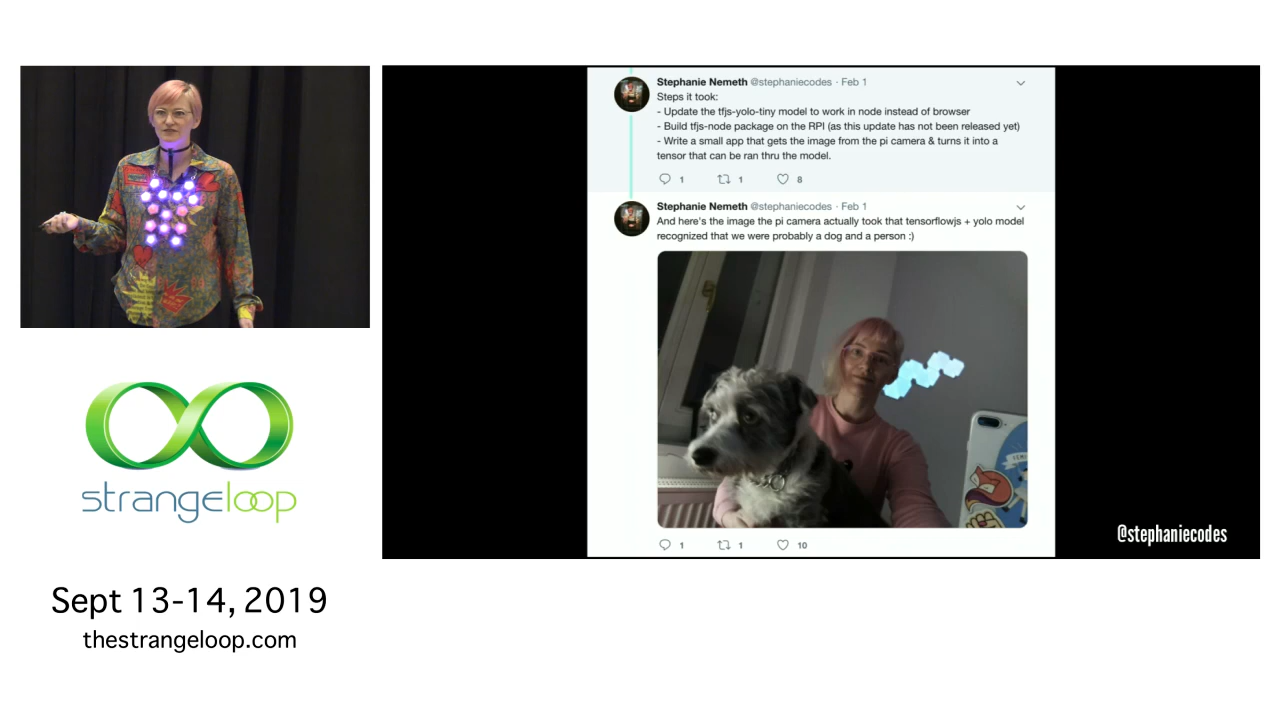 Stephanie Nemeth @stephaniecodes · Feb 1
Steps it took:
- Update the tfjs-yolo-tiny model to work in node instead of browser
- Build tfjs-node package on the RPI (as this update has not been released yet)
- Write a small app that gets the image from the pi camera & turns it into a
tensor that can be ran thru the model.
1 1 8
Stephanie Nemeth @stephaniecodes · Feb 1
And here's the image the pi camera actually took that tensorflowjs + yolo model
recognized that we were probably a dog and a person :)
1 1 10
@stephaniecodes
strangeloop
Sept 13-14, 2019
thestrangeloop.com